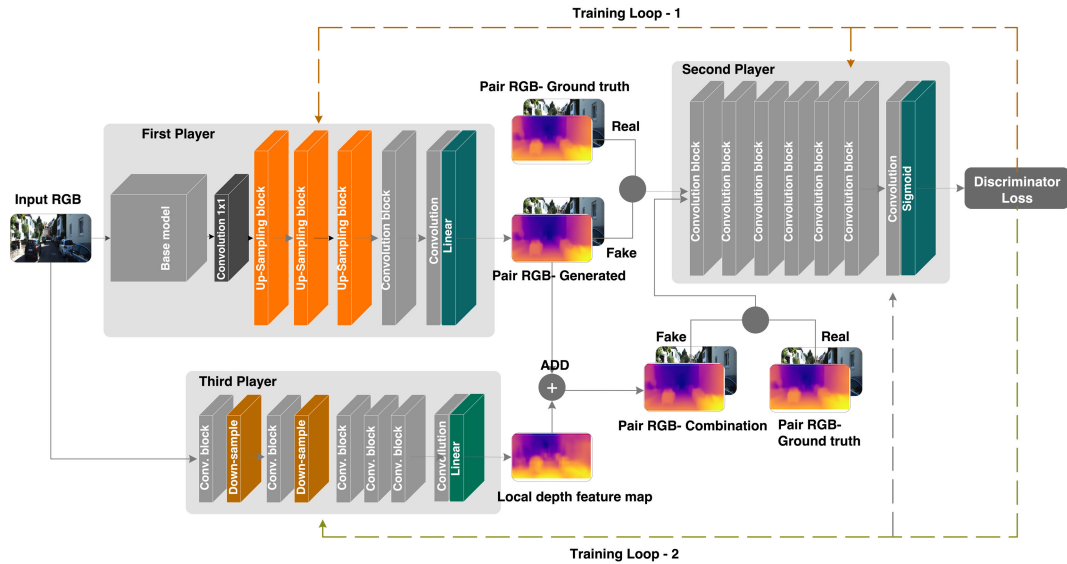 Training Loop - 1
Second Player
Pair RGB- Ground truth
Real
First Player
Input RGB
Base model
Convolution 1x1
Up-Sampling block
Up-Sampling block
Up-Sampling block
Convolution block
Convolution
Linear
Fake
Pair RGB- Generated
Convolution block
Convolution block
Convolution block
Convolution block
Convolution block
Convolution block
Convolution
Sigmoid
Discriminator
Loss
Fake
Real
ADD
+
Pair RGB- Combination
Pair RGB-
Ground truth
Third Player
Conv. block
Down-sample
Conv. block
Down-sample
Conv. block
Conv. block
Conv. block
Convolution
Linear
Local depth feature map
Training Loop - 2